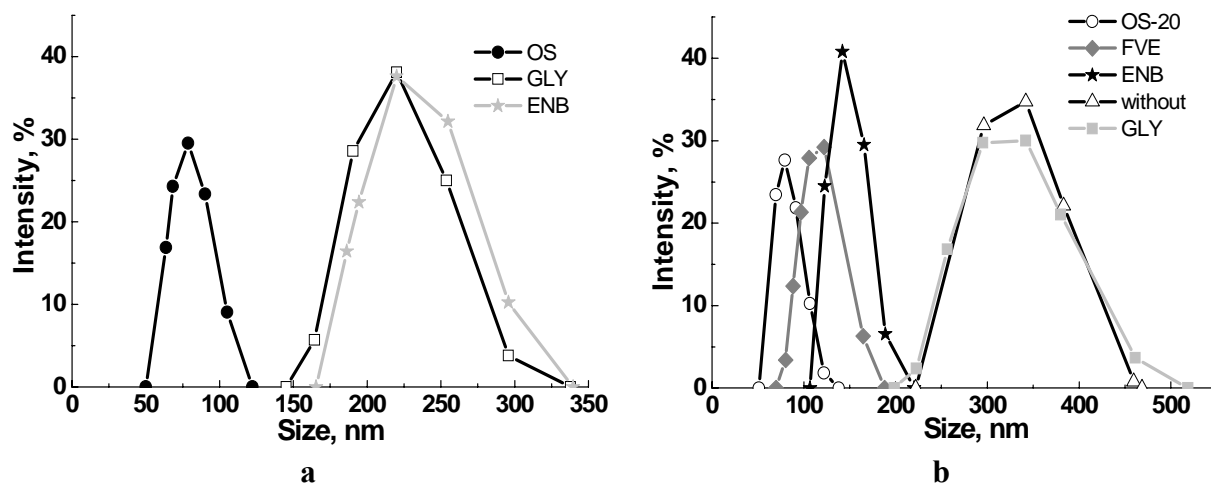 40
30
20
10
0
Intensity, %
OS
GLY
ENB
0 50 100 150 200 250 300 350
Size, nm
a
40
30
20
10
0
Intensity, %
OS-20
FVE
ENB
without
GLY
0 100 200 300 400 500
Size, nm
b